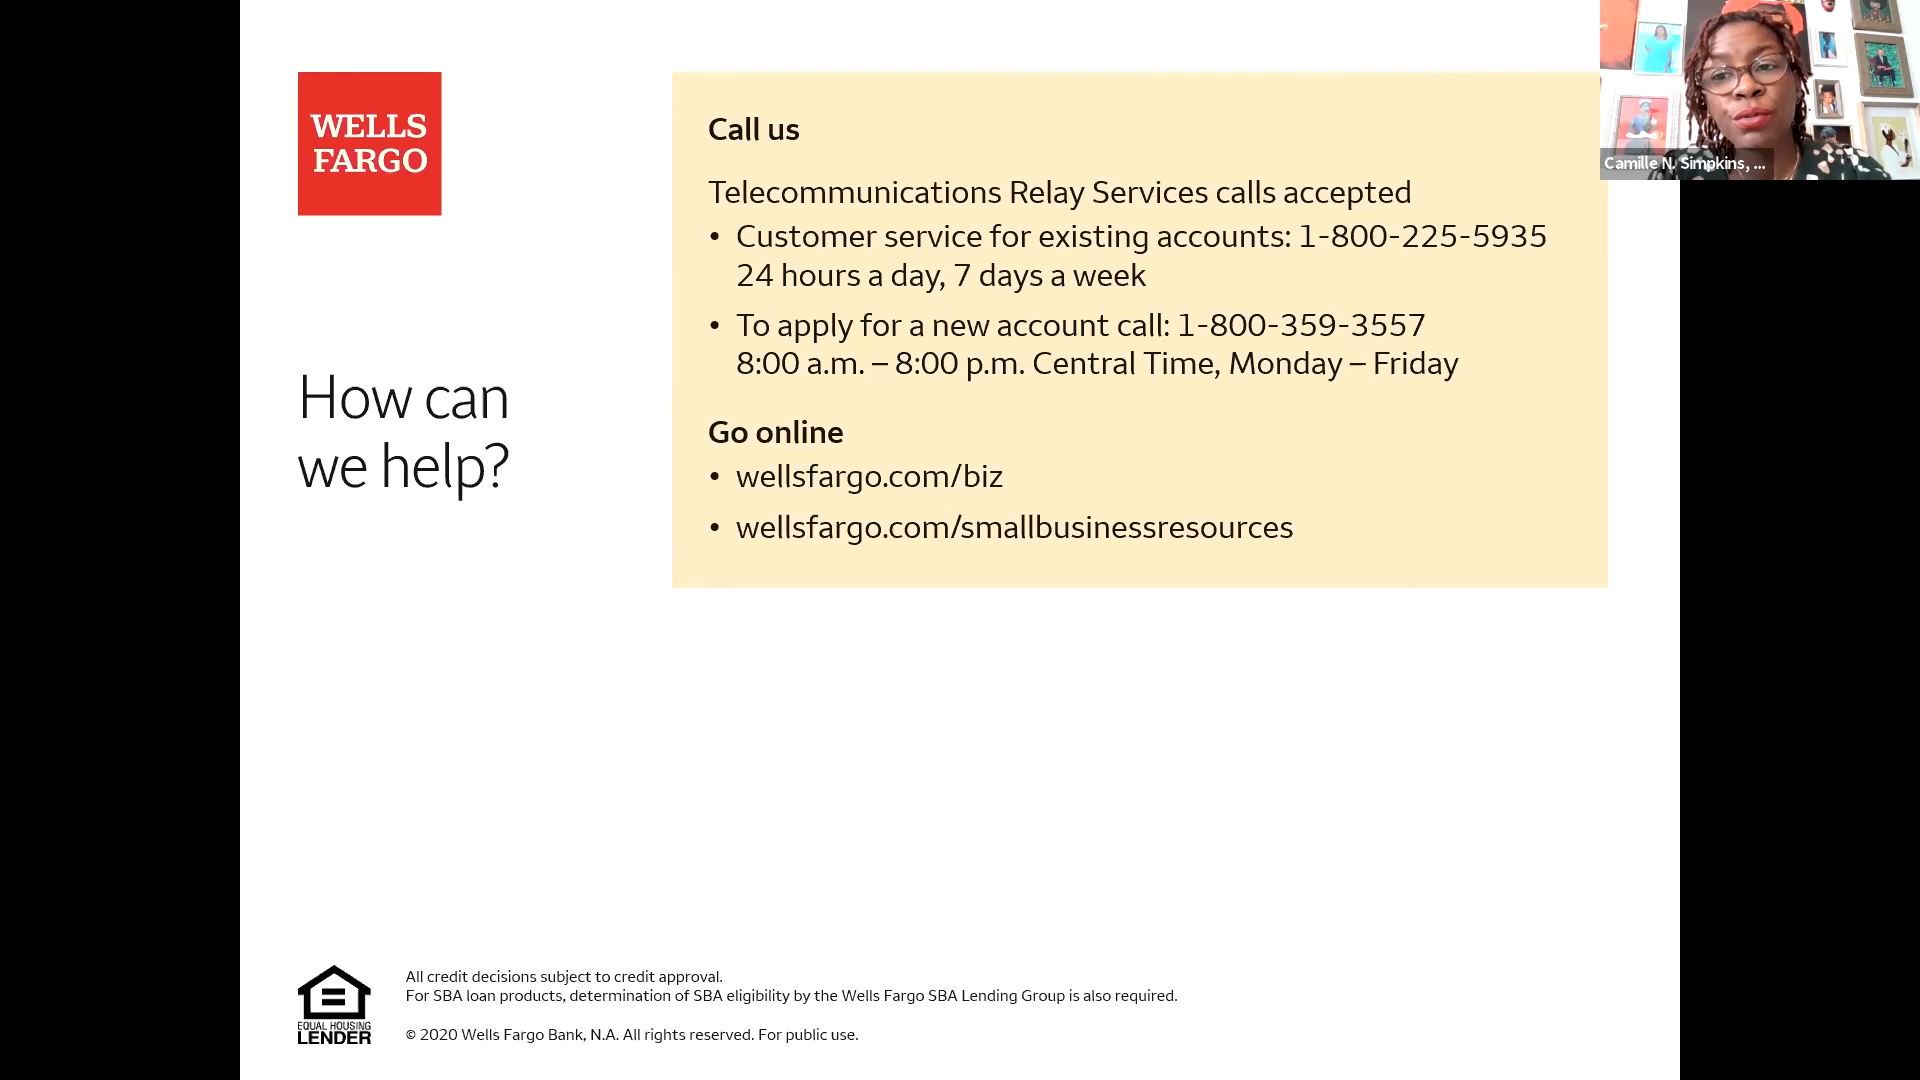 WELLS
FARGO
How can
we help?
Call us
Telecommunications Relay Services calls accepted
• Customer service for existing accounts: 1-800-225-5935
24 hours a day, 7 days a week
• To apply for a new account call: 1-800-359-3557
8:00 a.m. – 8:00 p.m. Central Time, Monday – Friday
Go online
• wellsfargo.com/biz
• wellsfargo.com/smallbusinessresources
Camille N. Simpkins, ...
EQUAL HOUSING
LENDER
All credit decisions subject to credit approval.
For SBA loan products, determination of SBA eligibility by the Wells Fargo SBA Lending Group is also required.
© 2020 Wells Fargo Bank, N.A. All rights reserved. For public use.